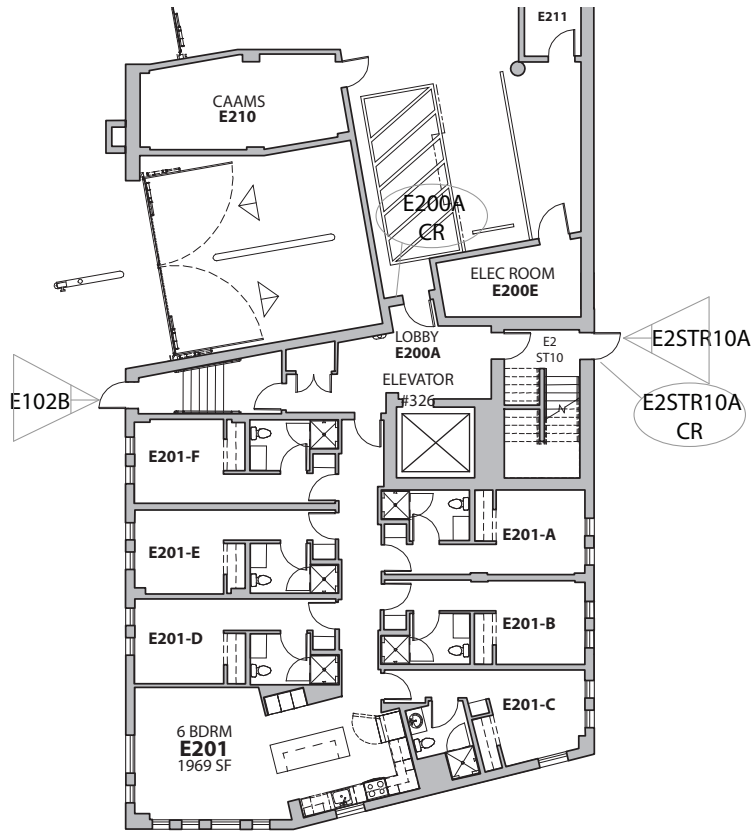 E211
CAAMS
E210
E200A
CR
ELEC ROOM
E200E
LOBBY
E200A
E2
ST10
E2STR10A
ELEVATOR
#326
E102B
E2STR10A
CR
E201-F
E201-A
E201-E
E201-B
E201-D
E201-C
6 BDRM
E201
1969 SF